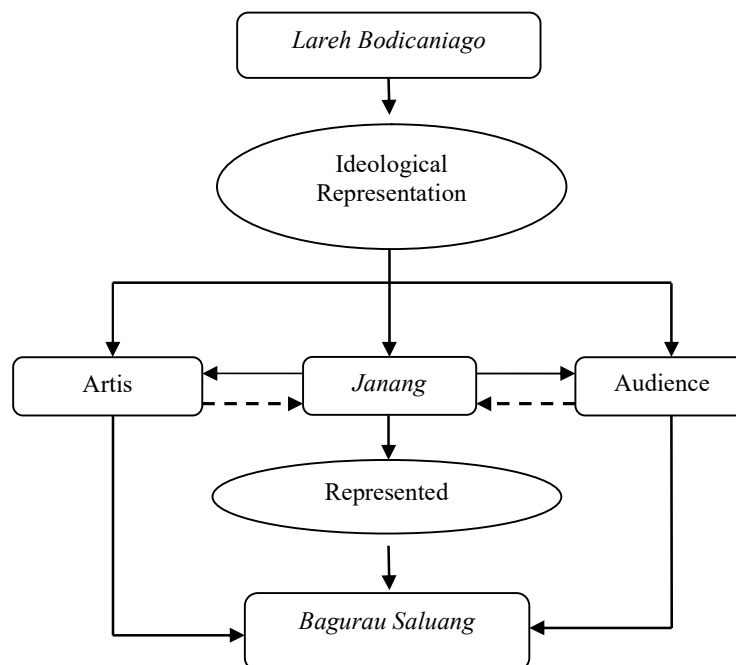 Lareh Bodicaniago
Ideological
Representation
Artis
Janang
Audience
Represented
Bagurau Saluang